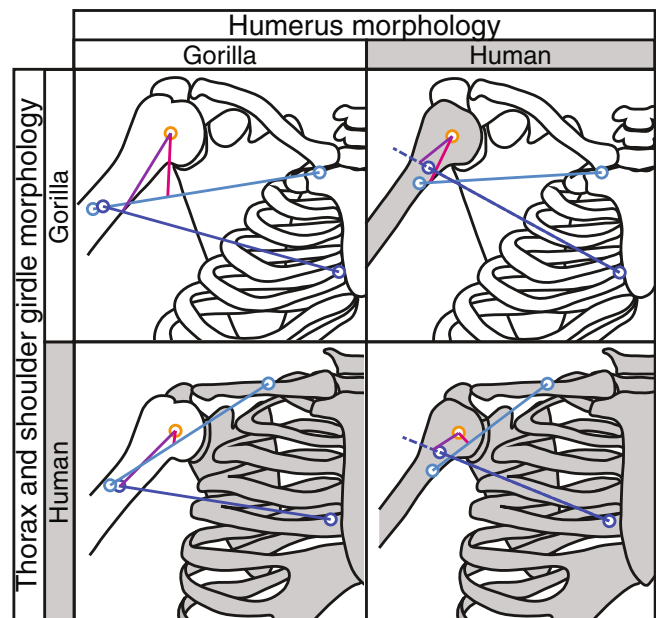 Humerus morphology
Gorilla
Human
Thorax and shoulder girdle morphology
Gorilla
Human